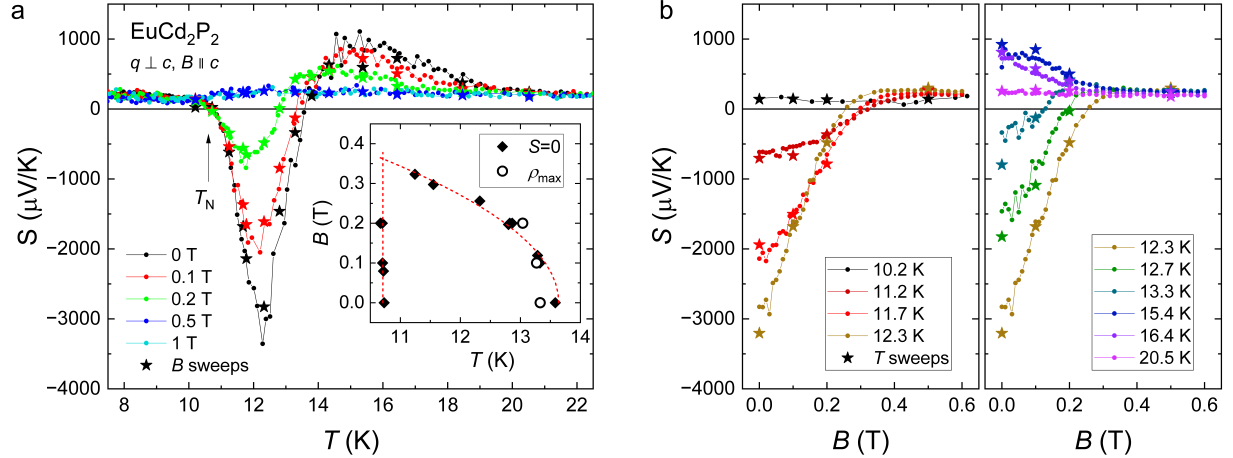 a
EuCd₂P₂
q ⊥ c, B ∥ c
T_N
S (μV/K)
1000
0
−1000
−2000
−3000
−4000
8 10 12 14 16 18 20 22
T (K)
0 T
0.1 T
0.2 T
0.5 T
1 T
B sweeps
B (T)
0.4
0.3
0.2
0.1
0.0
11 12 13 14
T (K)
S=0
ρ_max
b
S (μV/K)
1000
0
−1000
−2000
−3000
−4000
0.0 0.2 0.4 0.6
B (T)
10.2 K
11.2 K
11.7 K
12.3 K
T sweeps
0.0 0.2 0.4 0.6
B (T)
12.3 K
12.7 K
13.3 K
15.4 K
16.4 K
20.5 K